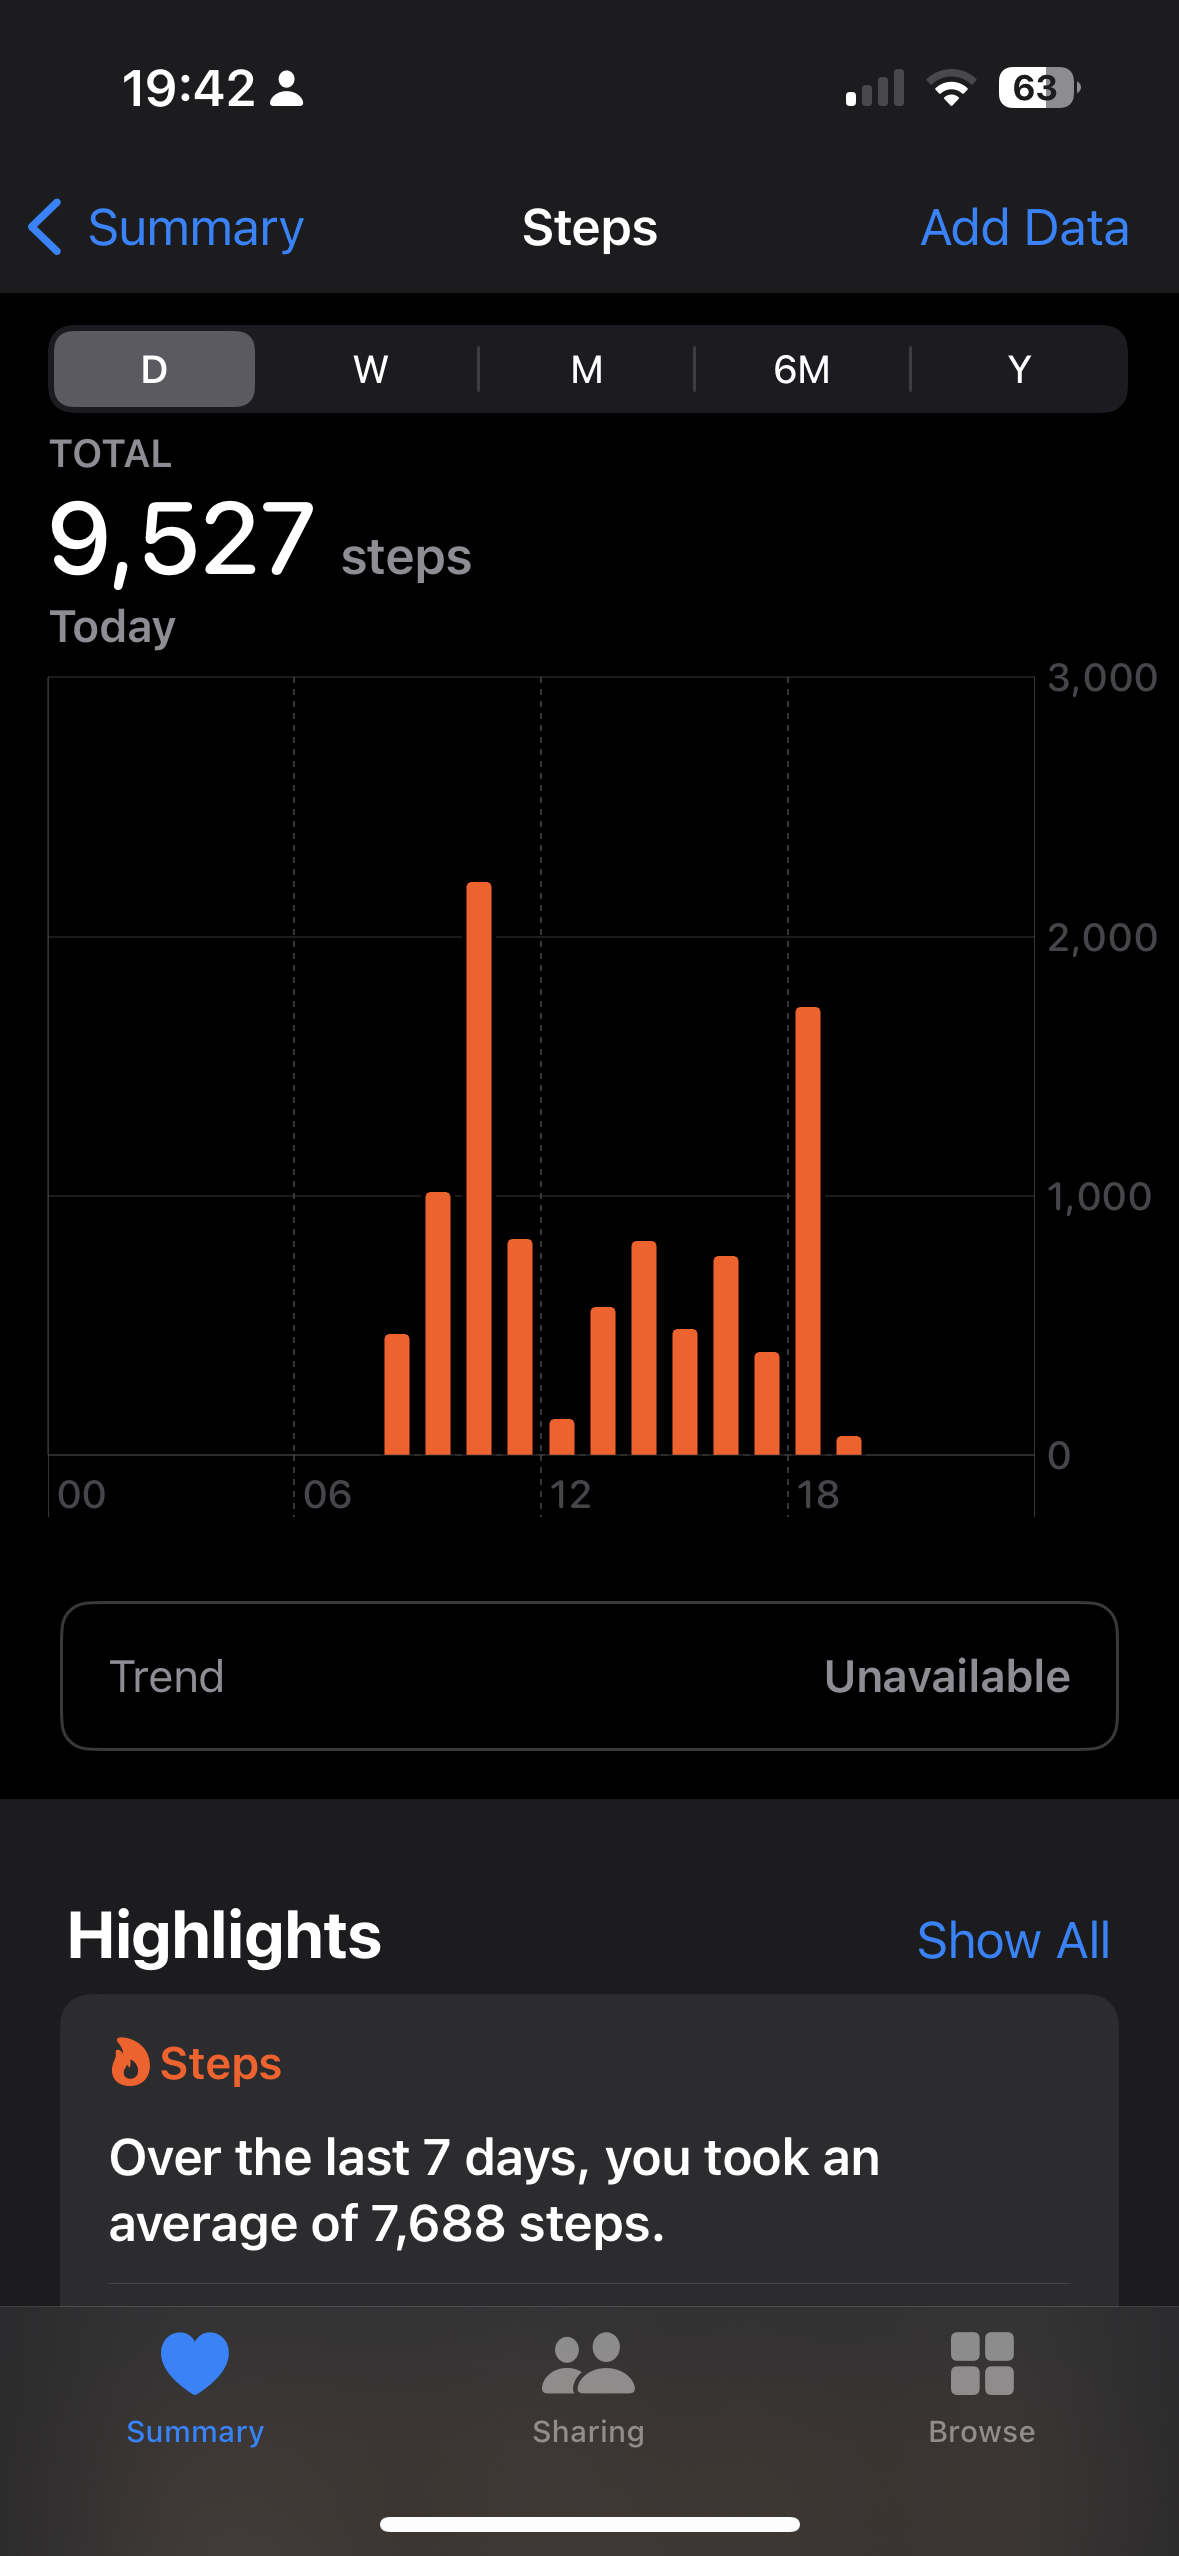 19:42
63
Summary
Steps
Add Data
D
W
M
6M
Y
TOTAL
9,527 steps
Today
3,000
2,000
1,000
0
00
06
12
18
Trend
Unavailable
Highlights
Show All
Steps
Over the last 7 days, you took an
average of 7,688 steps.
Summary
Sharing
Browse